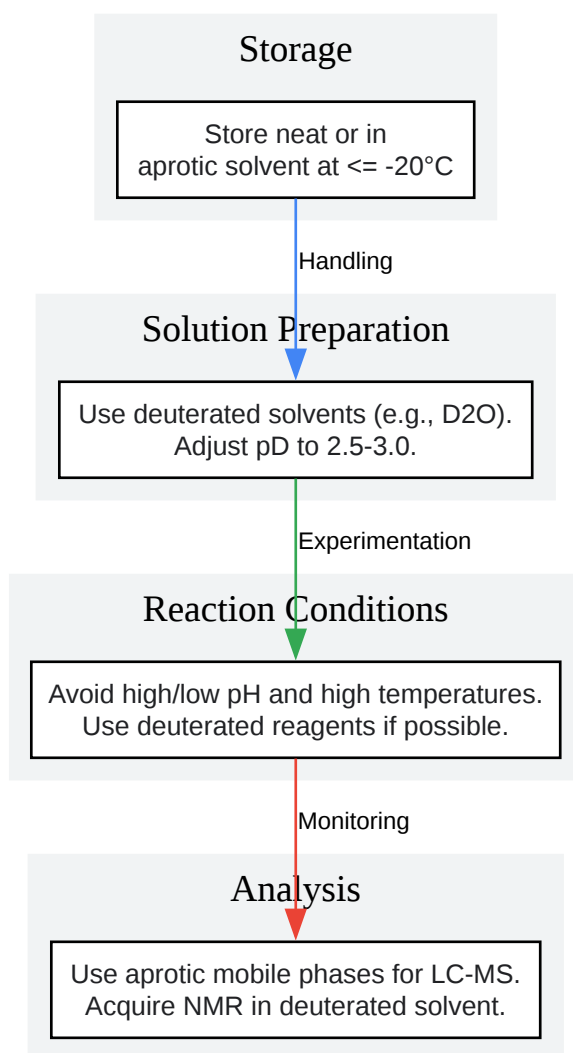 Storage
Store neat or in
aprotic solvent at <= -20°C
Handling
Solution Preparation
Use deuterated solvents (e.g., D2O).
Adjust pD to 2.5-3.0.
Experimentation
Reaction Conditions
Avoid high/low pH and high temperatures.
Use deuterated reagents if possible.
Monitoring
Analysis
Use aprotic mobile phases for LC-MS.
Acquire NMR in deuterated solvent.